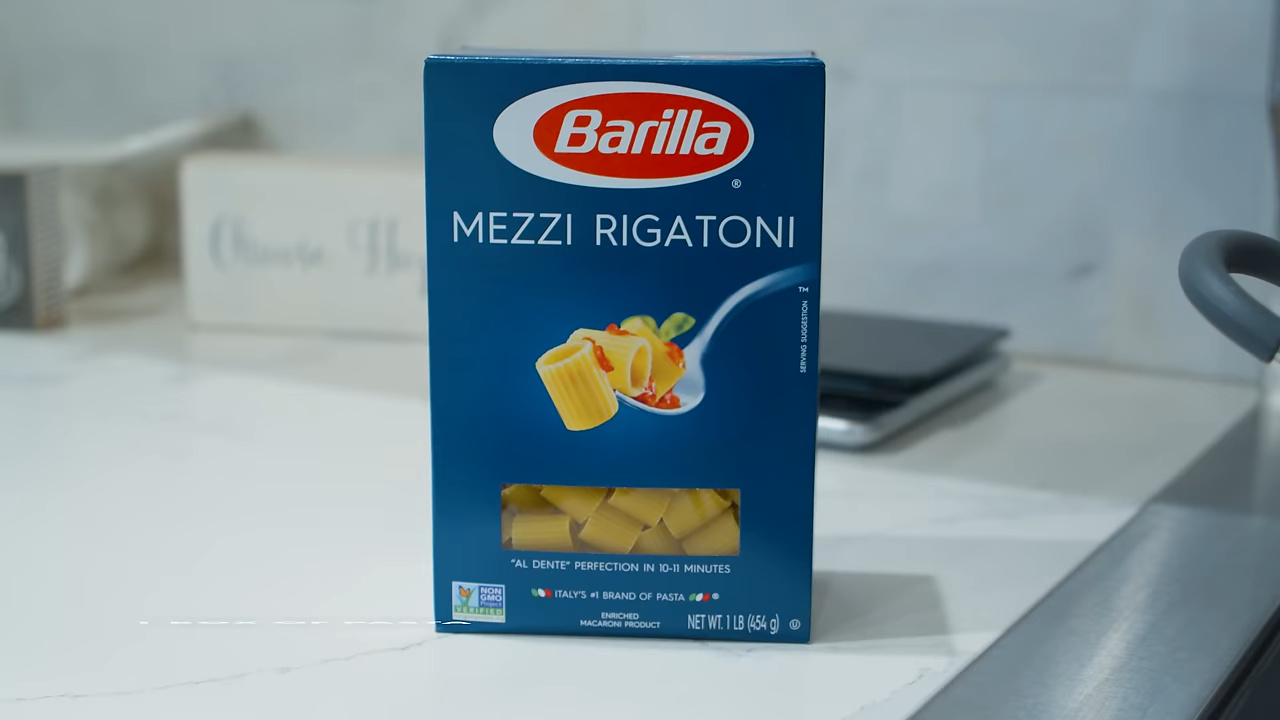 Barilla
®
MEZZI RIGATONI
TM
SERVING SUGGESTION
"AL DENTE" PERFECTION IN 10-11 MINUTES
NON
GMO
Project
VERIFIED
ITALY'S #1 BRAND OF PASTA ®
ENRICHED
MACARONI PRODUCT
NET WT. 1 LB (454 g)
U